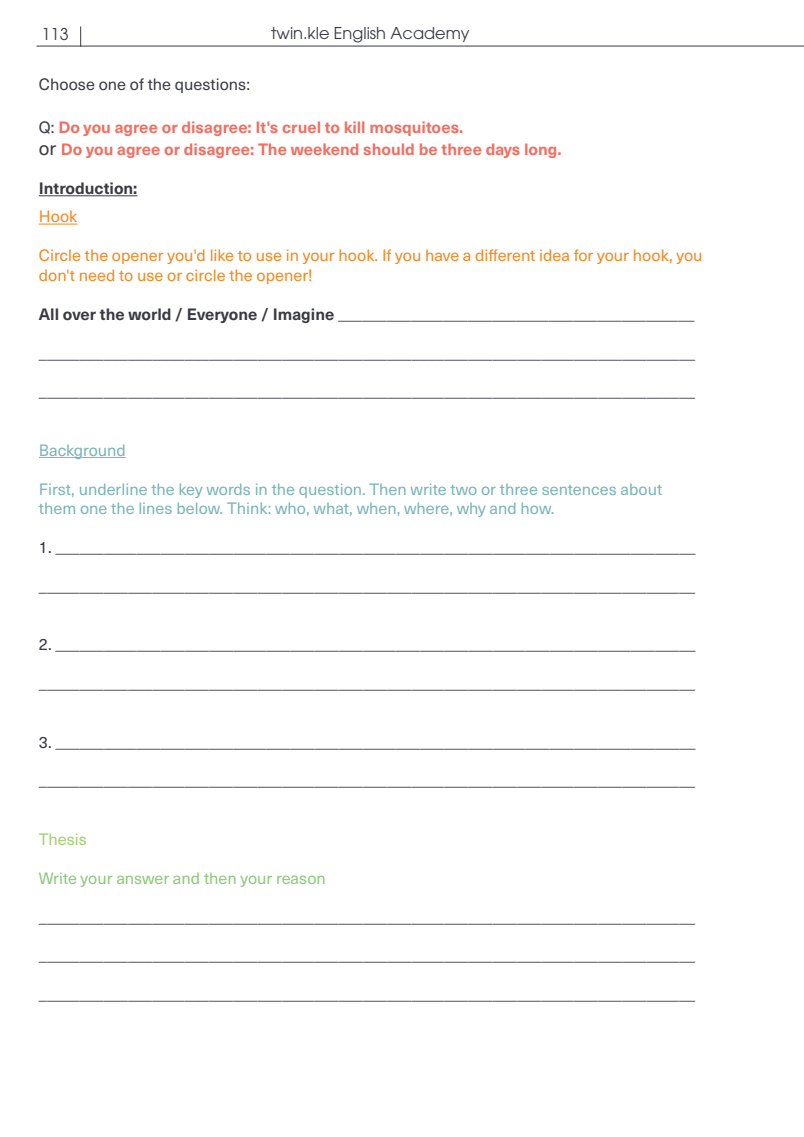 113 | twin.kle English Academy
Choose one of the questions:
Q: Do you agree or disagree: It's cruel to kill mosquitoes.
or Do you agree or disagree: The weekend should be three days long.
Introduction:
Hook
Circle the opener you'd like to use in your hook. If you have a different idea for your hook, you
don't need to use or circle the opener!
All over the world / Everyone / Imagine
Background
First, underline the key words in the question. Then write two or three sentences about
them one the lines below. Think: who, what, when, where, why and how.
1.
2.
3.
Thesis
Write your answer and then your reason